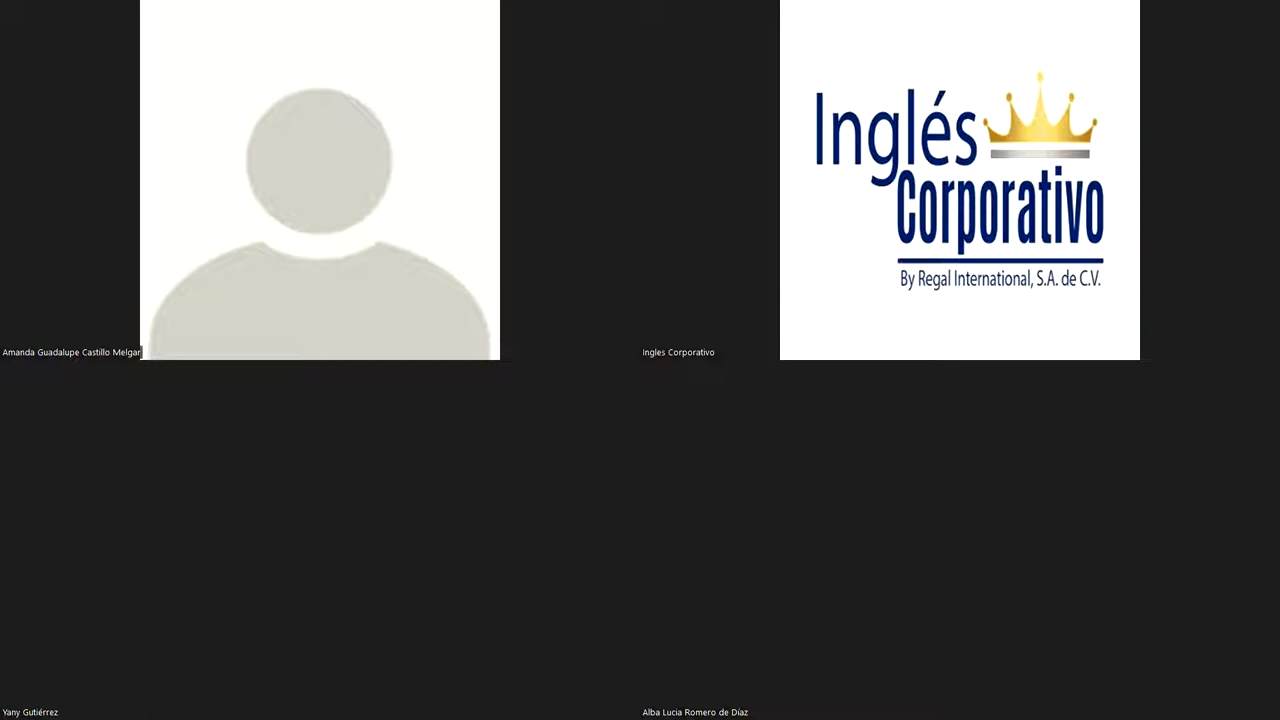 Inglés
Corporativo
By Regal International, S.A. de C.V.
Amanda Guadalupe Castillo Melgar
Ingles Corporativo
Yany Gutiérrez
Alba Lucia Romero de Díaz